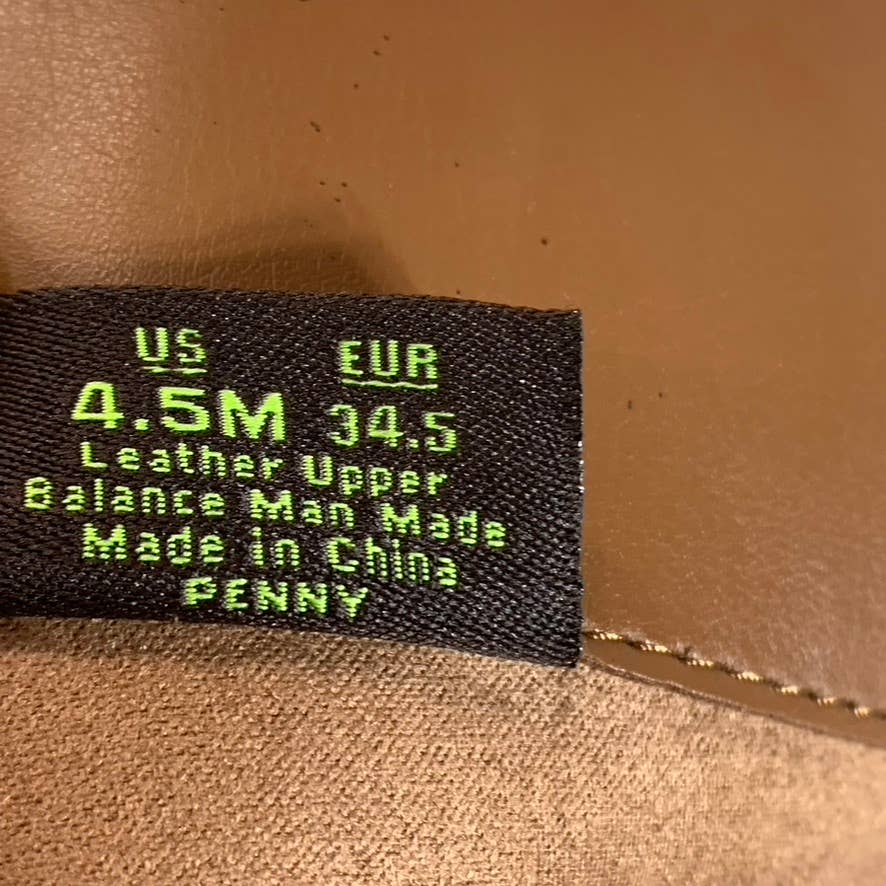 US EUR
4.5M 34.5
Leather Upper
Balance Man Made
Made in China
PENNY